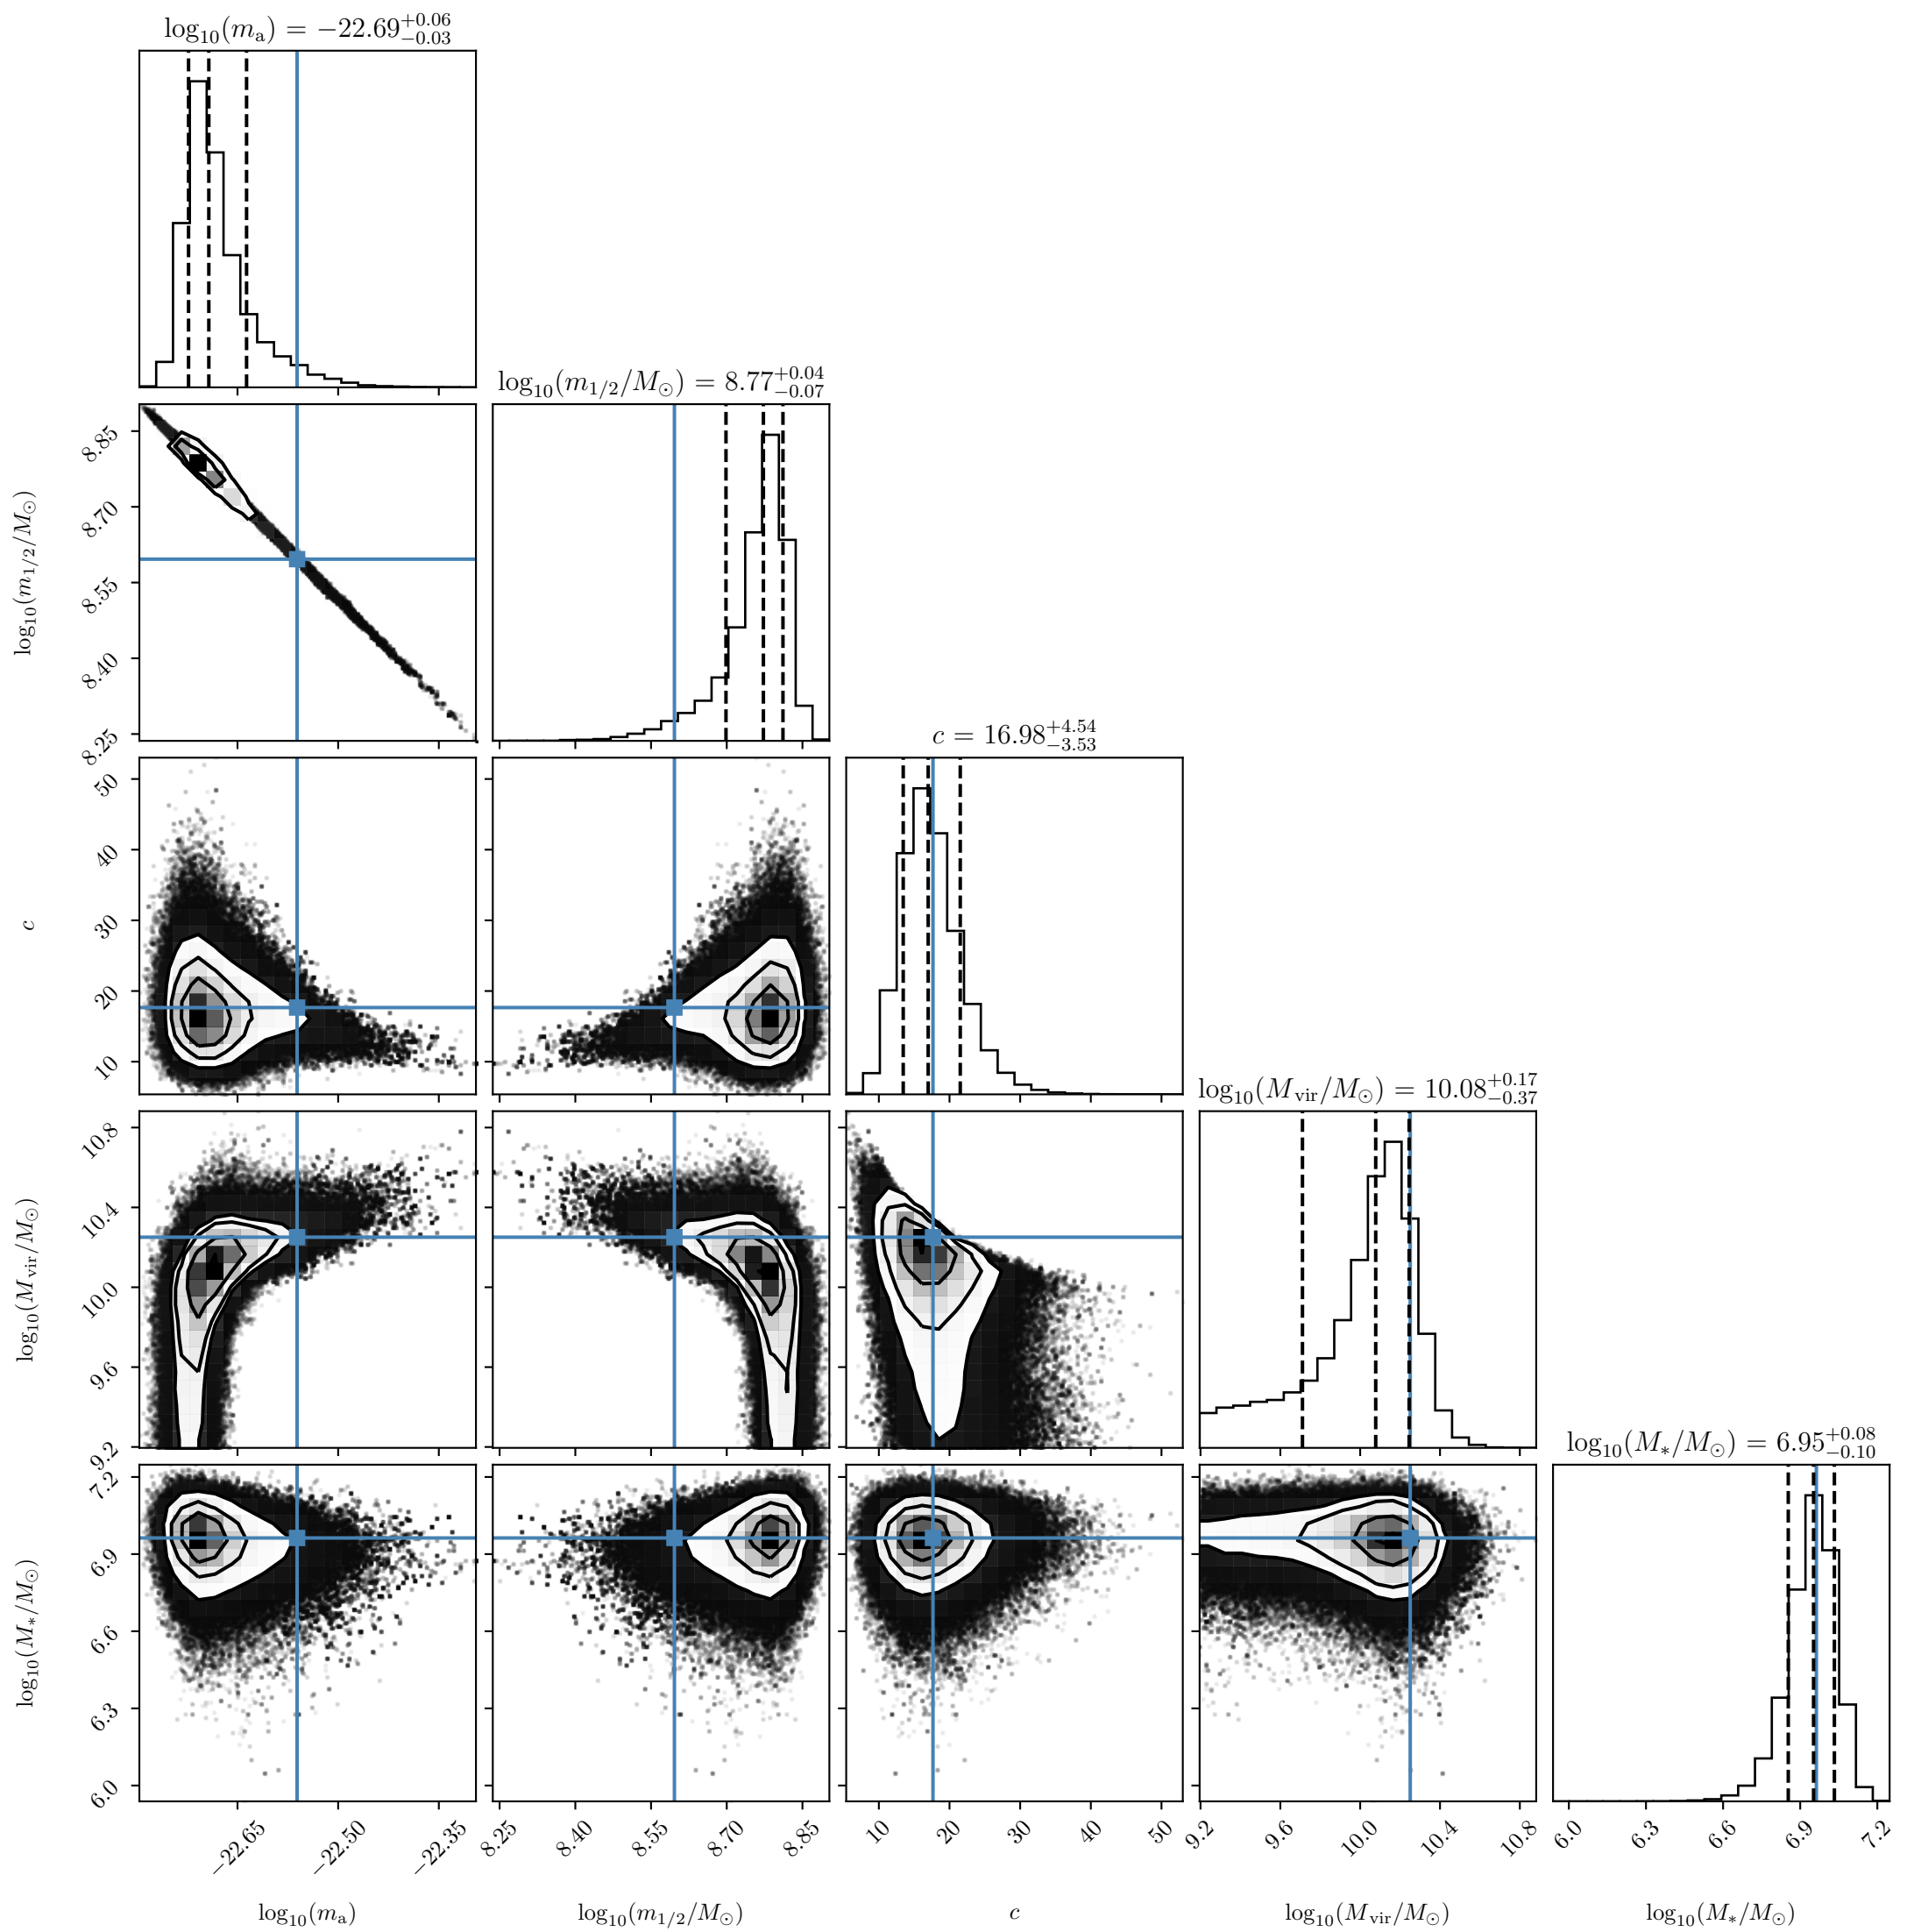 log₁₀(mₐ) = −22.69 +0.06 −0.03
log₁₀(m₁/₂/M⊙) = 8.77 +0.04 −0.07
8.85
8.70
8.55
8.40
8.25
log₁₀(m₁/₂/M⊙)
c = 16.98 +4.54 −3.53
50
40
30
20
10
c
log₁₀(Mvir/M⊙) = 10.08 +0.17 −0.37
10.8
10.4
10.0
9.6
9.2
log₁₀(Mvir/M⊙)
log₁₀(M∗/M⊙) = 6.95 +0.08 −0.10
7.2
6.9
6.6
6.3
6.0
log₁₀(M∗/M⊙)
−22.65 −22.50 −22.35
8.25 8.40 8.55 8.70 8.85
10 20 30 40 50
9.2 9.6 10.0 10.4 10.8
6.0 6.3 6.6 6.9 7.2
log₁₀(mₐ)
log₁₀(m₁/₂/M⊙)
c
log₁₀(Mvir/M⊙)
log₁₀(M∗/M⊙)